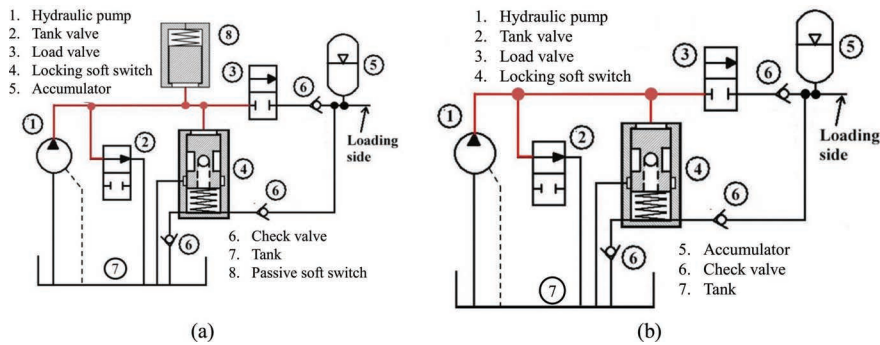 1. Hydraulic pump
2. Tank valve
3. Load valve
4. Locking soft switch
5. Accumulator
8
3
6
5
1
2
4
Loading
side
6
6
7
6. Check valve
7. Tank
8. Passive soft switch
(a)
1. Hydraulic pump
2. Tank valve
3. Load valve
4. Locking soft switch
3
6
5
1
2
4
Loading
side
6
6
7
5. Accumulator
6. Check valve
7. Tank
(b)